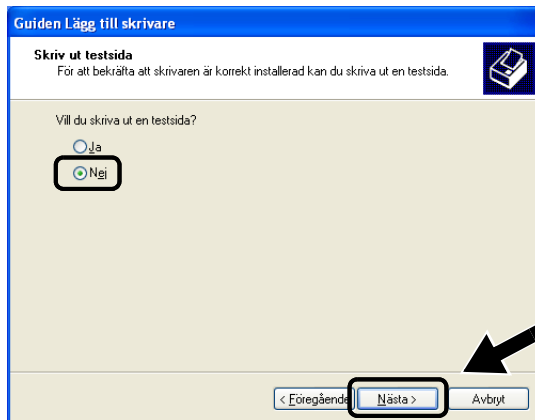 Guiden Lägg till skrivare
Skriv ut testsida
För att bekräfta att skrivaren är korrekt installerad kan du skriva ut en testsida.
Vill du skriva ut en testsida?
Ja
Nej
< Föregående
Nästa >
Avbryt